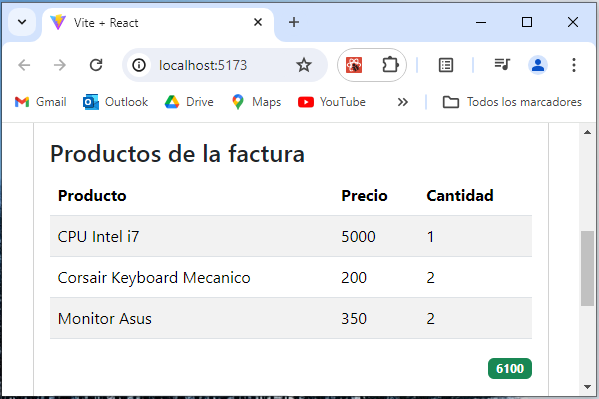 Vite + React
localhost:5173
Gmail Outlook Drive Maps YouTube Todos los marcadores
Productos de la factura
Producto Precio Cantidad
CPU Intel i7 5000 1
Corsair Keyboard Mecanico 200 2
Monitor Asus 350 2
6100